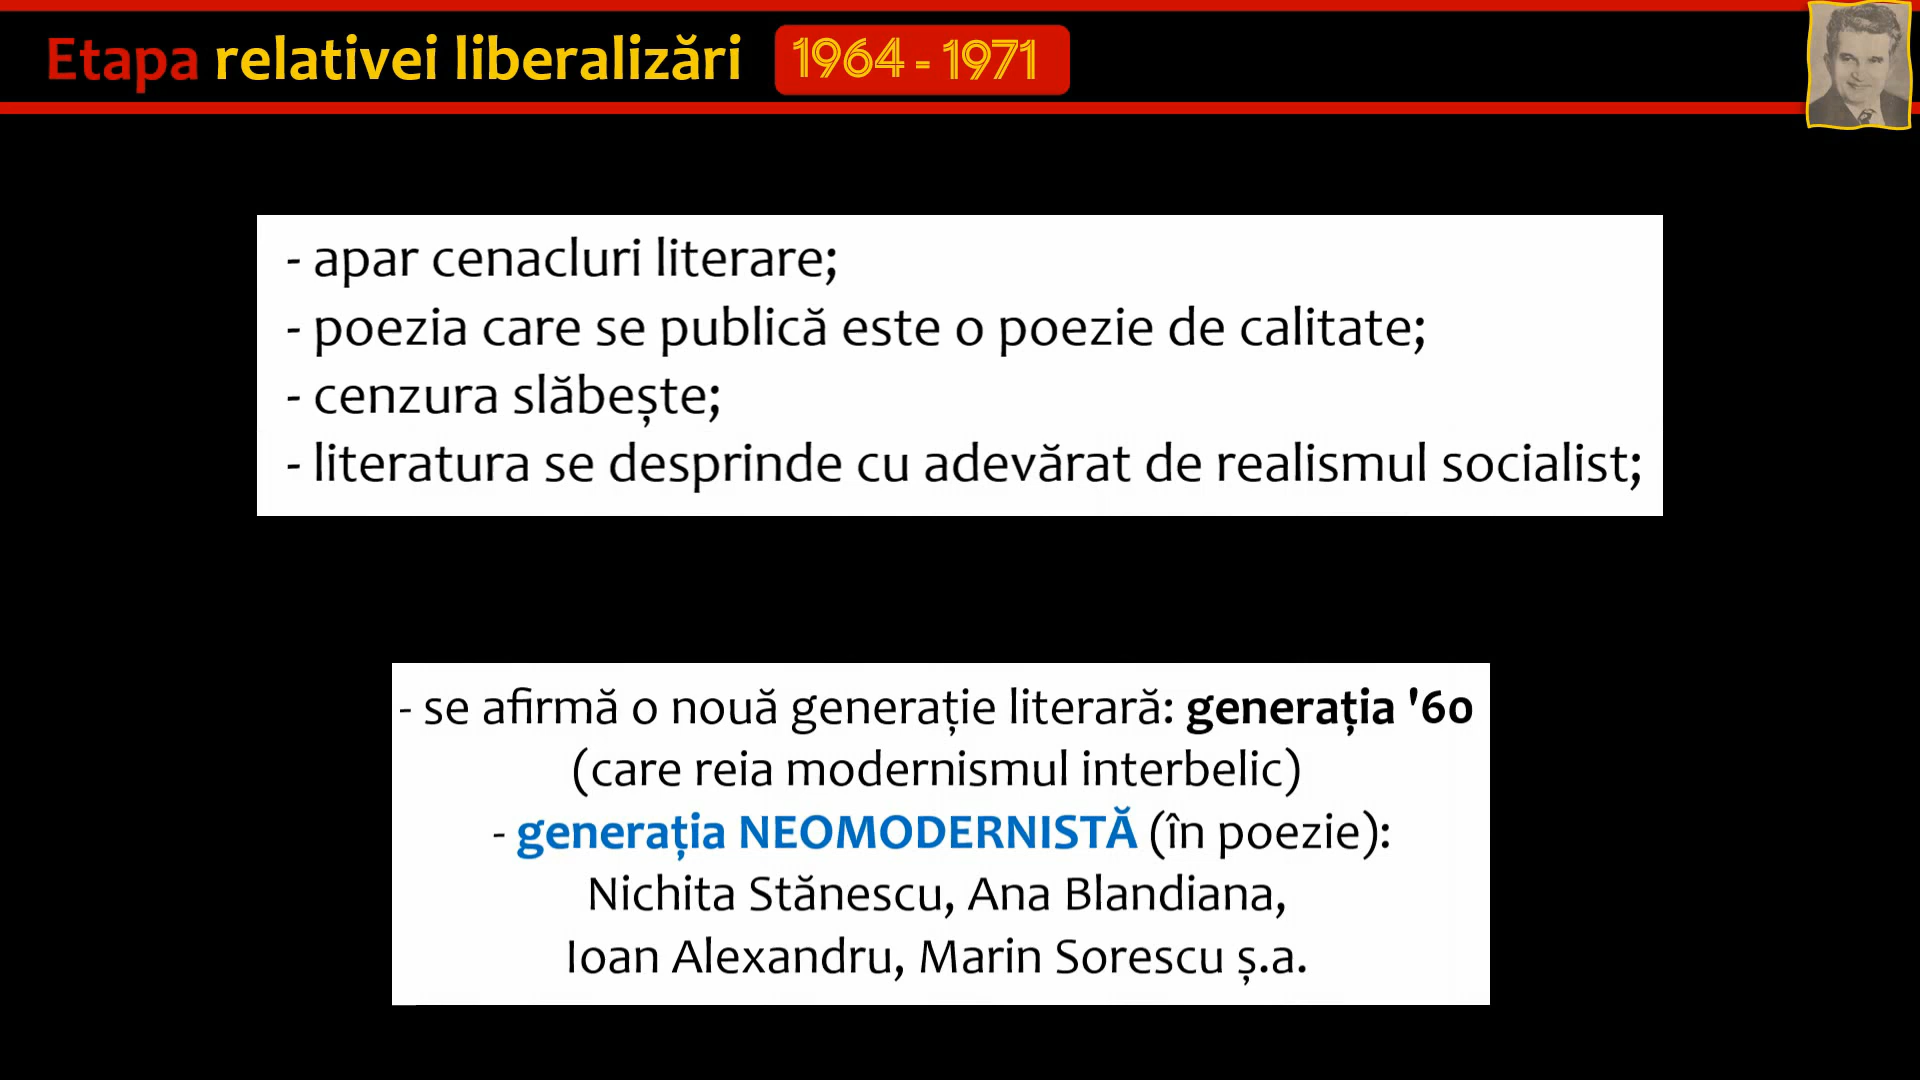 Etapa relativei liberalizări 1964 - 1971
- apar cenacluri literare;
- poezia care se publică este o poezie de calitate;
- cenzura slăbește;
- literatura se desprinde cu adevărat de realismul socialist;
- se afirmă o nouă generație literară: generația '60
(care reia modernismul interbelic)
- generația NEOMODERNISTĂ (în poezie):
Nichita Stănescu, Ana Blandiana,
Ioan Alexandru, Marin Sorescu ș.a.